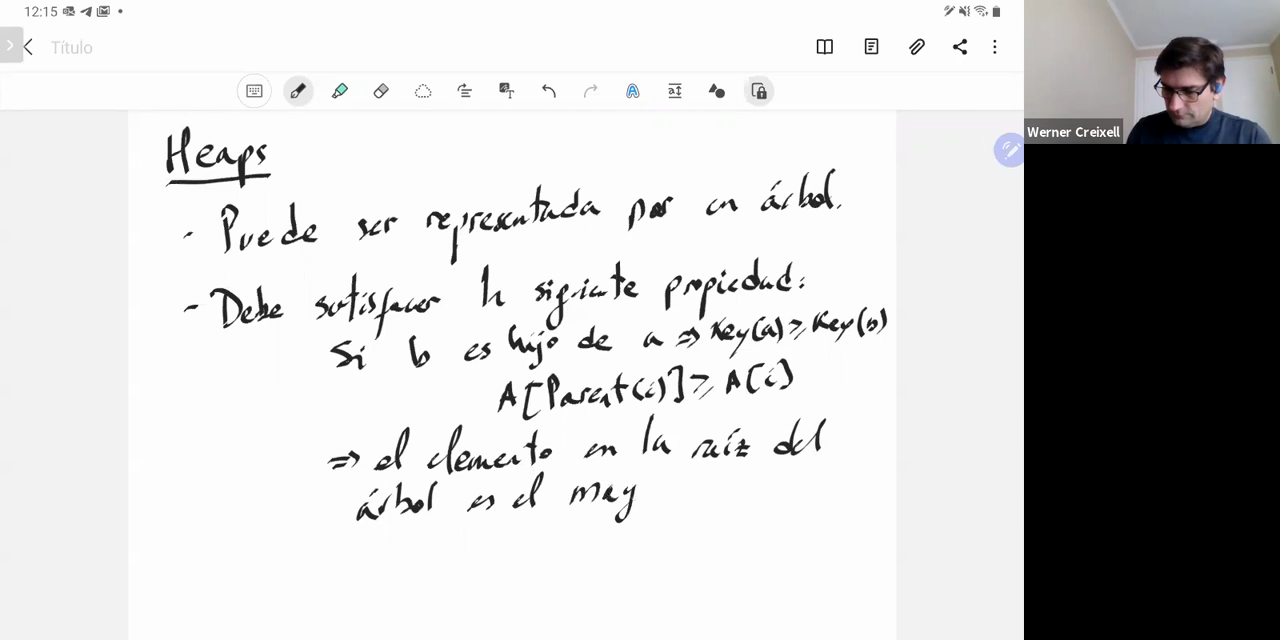 12:15
Título
Werner Creixell
Heaps
- Puede ser representada por un árbol.
- Debe satisfacer la siguiente propiedad:
Si b es hijo de a => Key(a) ≥ Key(b)
A[Parent(i)] ≥ A[i]
=> el elemento en la raíz del
árbol es el may